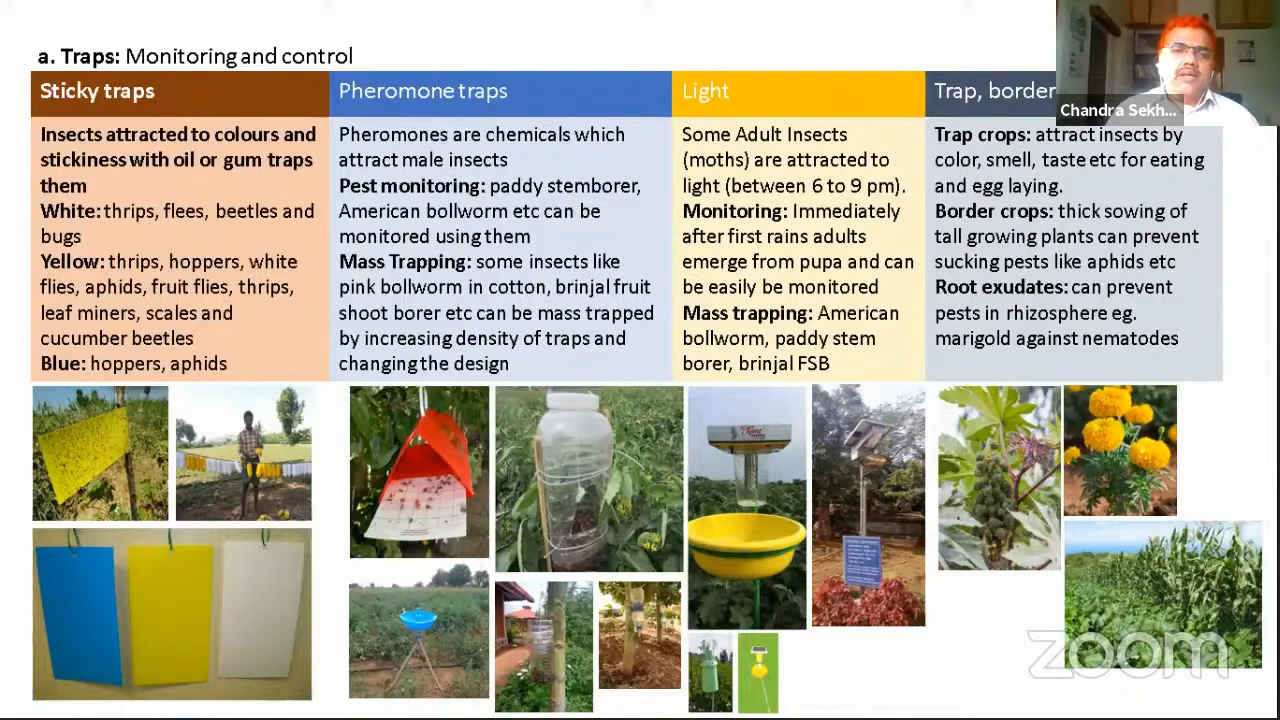 a. Traps: Monitoring and control
Sticky traps
Insects attracted to colours and
stickiness with oil or gum traps
them
White: thrips, flees, beetles and
bugs
Yellow: thrips, hoppers, white
flies, aphids, fruit flies, thrips,
leaf miners, scales and
cucumber beetles
Blue: hoppers, aphids
Pheromone traps
Pheromones are chemicals which
attract male insects
Pest monitoring: paddy stemborer,
American bollworm etc can be
monitored using them
Mass Trapping: some insects like
pink bollworm in cotton, brinjal fruit
shoot borer etc can be mass trapped
by increasing density of traps and
changing the design
Light
Some Adult Insects
(moths) are attracted to
light (between 6 to 9 pm).
Monitoring: Immediately
after first rains adults
emerge from pupa and can
be easily be monitored
Mass trapping: American
bollworm, paddy stem
borer, brinjal FSB
Trap, border
Trap crops: attract insects by
color, smell, taste etc for eating
and egg laying.
Border crops: thick sowing of
tall growing plants can prevent
sucking pests like aphids etc
Root exudates: can prevent
pests in rhizosphere eg.
marigold against nematodes
Chandra Sekh...
zoom